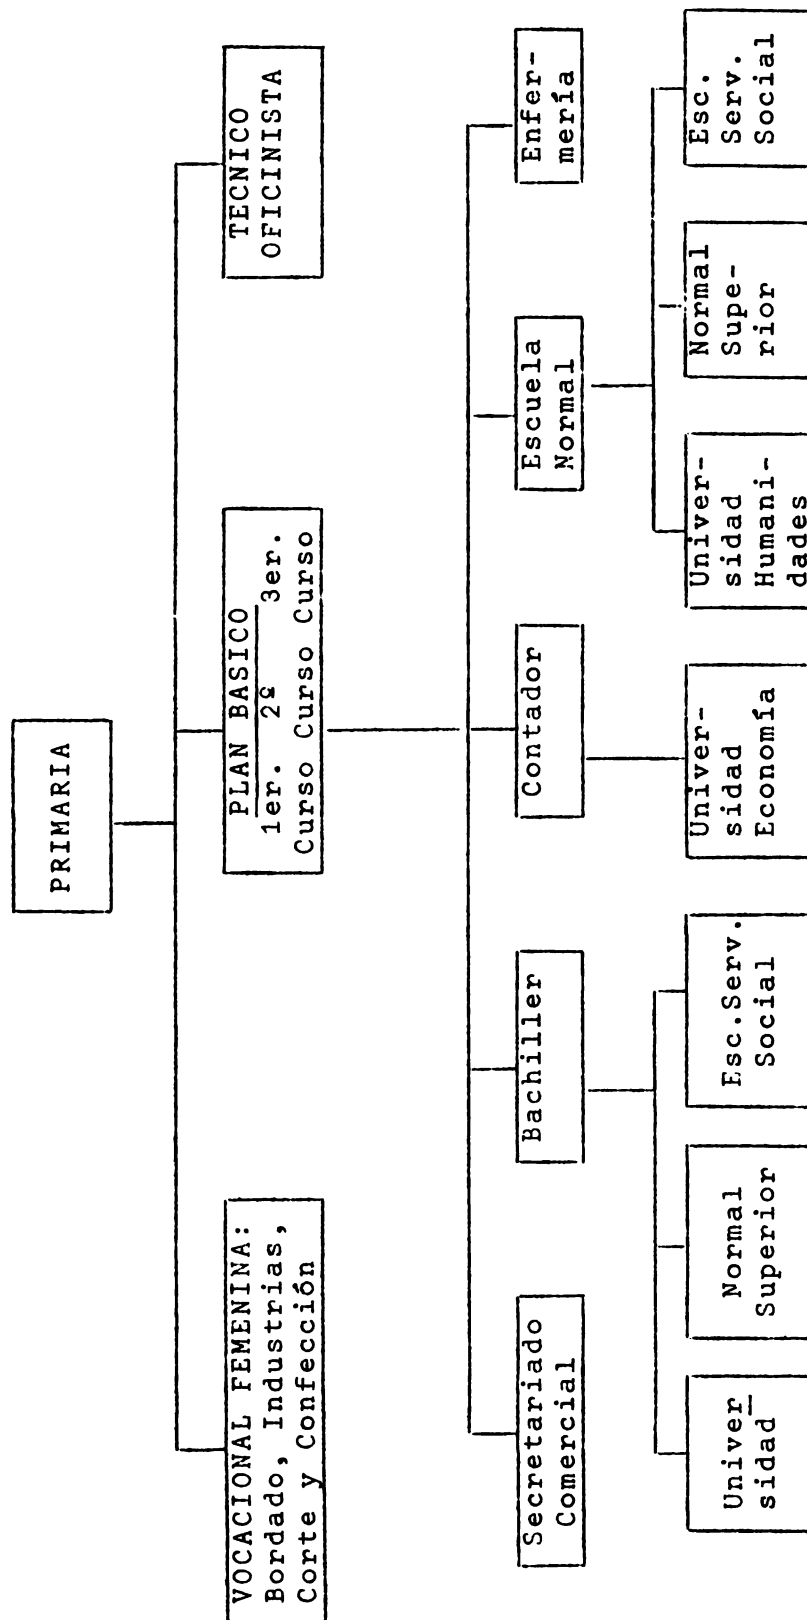 PRIMARIA
VOCACIONAL FEMENINA:
Bordado, Industrias,
Corte y Confección
PLAN BASICO
1er. 2º 3er.
Curso Curso Curso
TECNICO
OFICINISTA
Secretariado
Comercial
Bachiller
Contador
Escuela
Normal
Enfer-
mería
Univer
sidad
Normal
Superior
Esc.Serv.
Social
Univer-
sidad
Economía
Univer-
sidad
Humani-
dades
Normal
Supe-
rior
Esc.
Serv.
Social